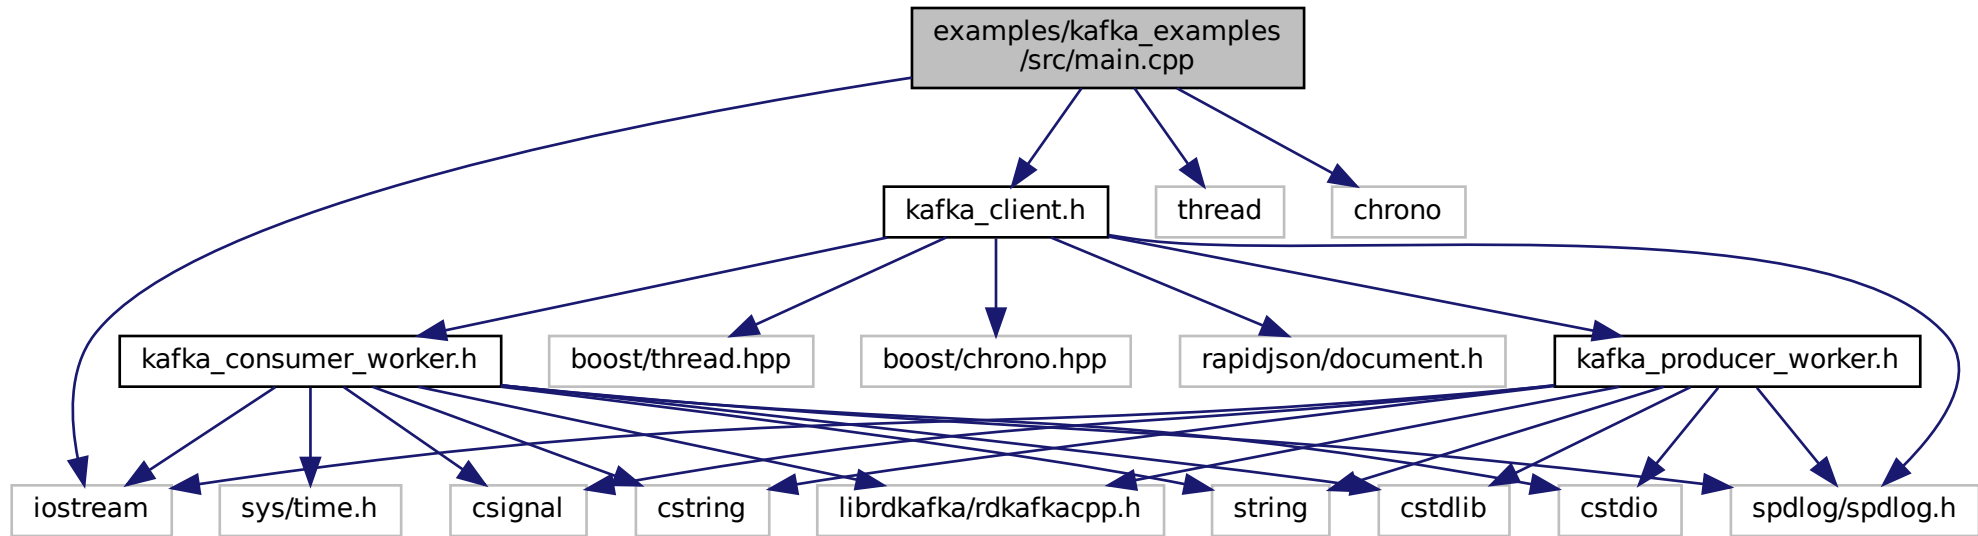 examples/kafka_examples
/src/main.cpp
kafka_client.h
thread
chrono
kafka_consumer_worker.h
boost/thread.hpp
boost/chrono.hpp
rapidjson/document.h
kafka_producer_worker.h
iostream
sys/time.h
csignal
cstring
librdkafka/rdkafkacpp.h
string
cstdlib
cstdio
spdlog/spdlog.h